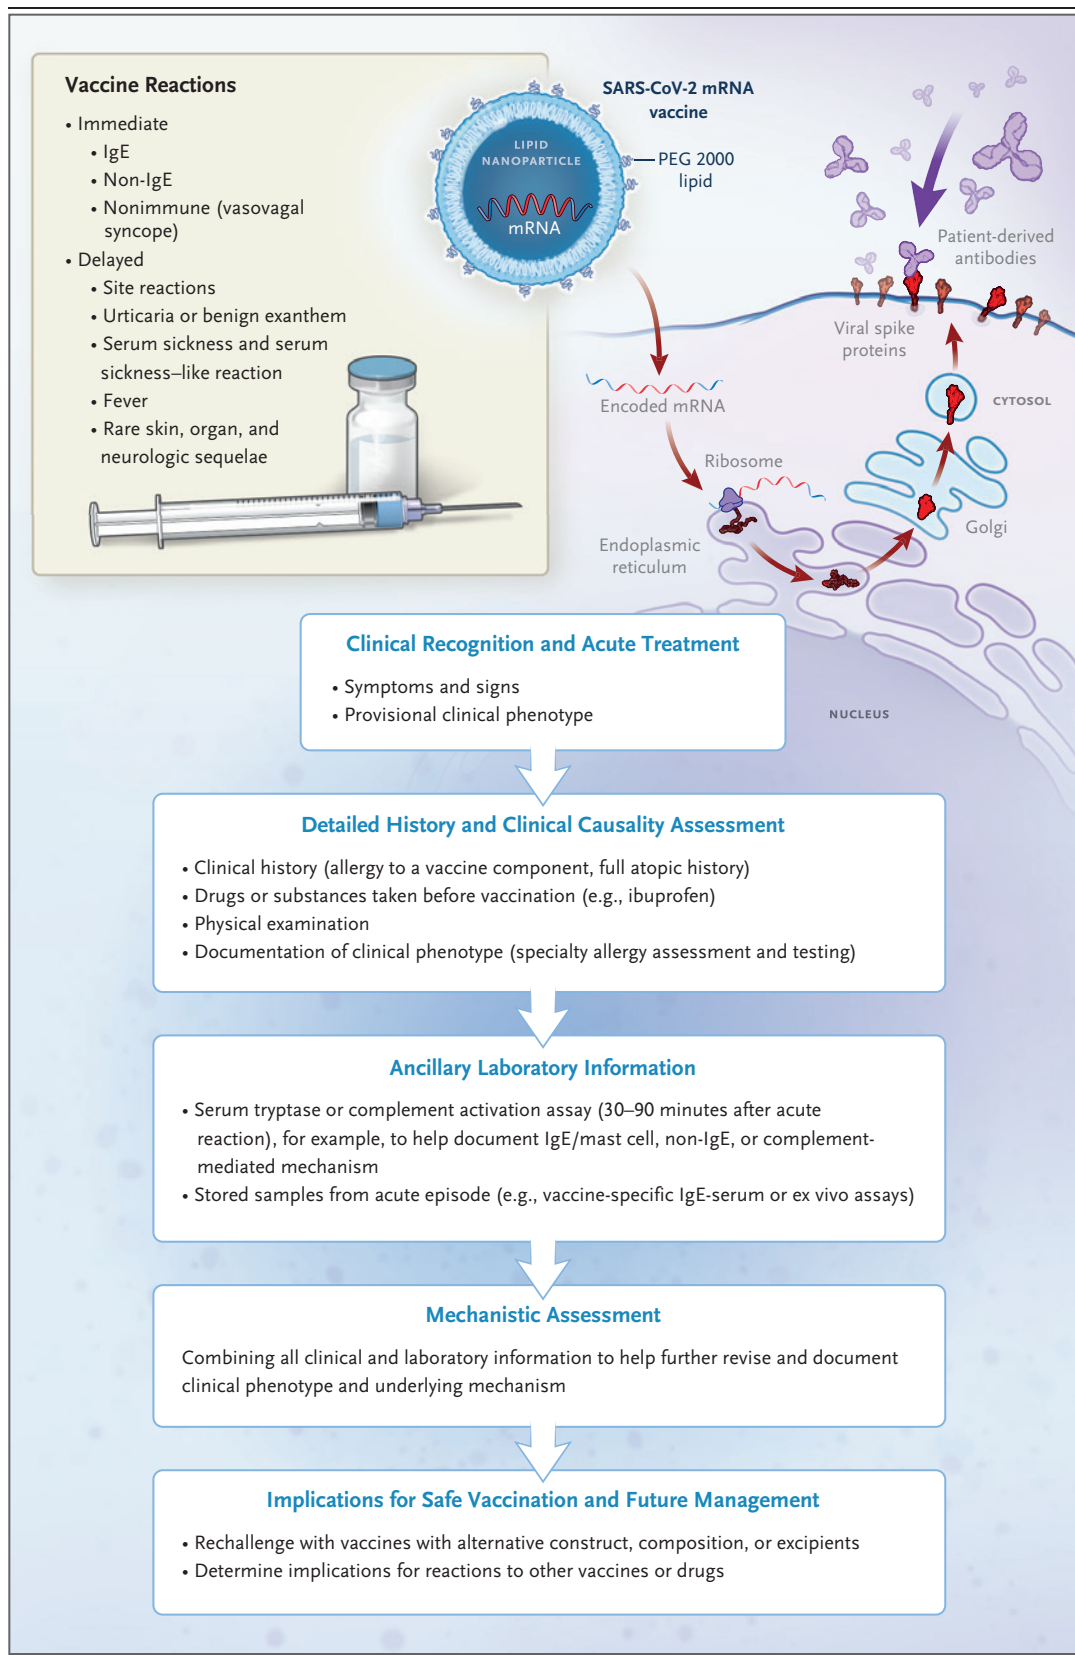 Vaccine Reactions
• Immediate
• IgE
• Non-IgE
• Nonimmune (vasovagal
syncope)
• Delayed
• Site reactions
• Urticaria or benign exanthem
• Serum sickness and serum
sickness–like reaction
• Fever
• Rare skin, organ, and
neurologic sequelae
SARS-CoV-2 mRNA
vaccine
LIPID
NANOPARTICLE
mRNA
PEG 2000
lipid
Patient-derived
antibodies
Viral spike
proteins
CYTOSOL
Encoded mRNA
Ribosome
Golgi
Endoplasmic
reticulum
NUCLEUS
Clinical Recognition and Acute Treatment
• Symptoms and signs
• Provisional clinical phenotype
Detailed History and Clinical Causality Assessment
• Clinical history (allergy to a vaccine component, full atopic history)
• Drugs or substances taken before vaccination (e.g., ibuprofen)
• Physical examination
• Documentation of clinical phenotype (specialty allergy assessment and testing)
Ancillary Laboratory Information
• Serum tryptase or complement activation assay (30–90 minutes after acute
reaction), for example, to help document IgE/mast cell, non-IgE, or complement-
mediated mechanism
• Stored samples from acute episode (e.g., vaccine-specific IgE-serum or ex vivo assays)
Mechanistic Assessment
Combining all clinical and laboratory information to help further revise and document
clinical phenotype and underlying mechanism
Implications for Safe Vaccination and Future Management
• Rechallenge with vaccines with alternative construct, composition, or excipients
• Determine implications for reactions to other vaccines or drugs